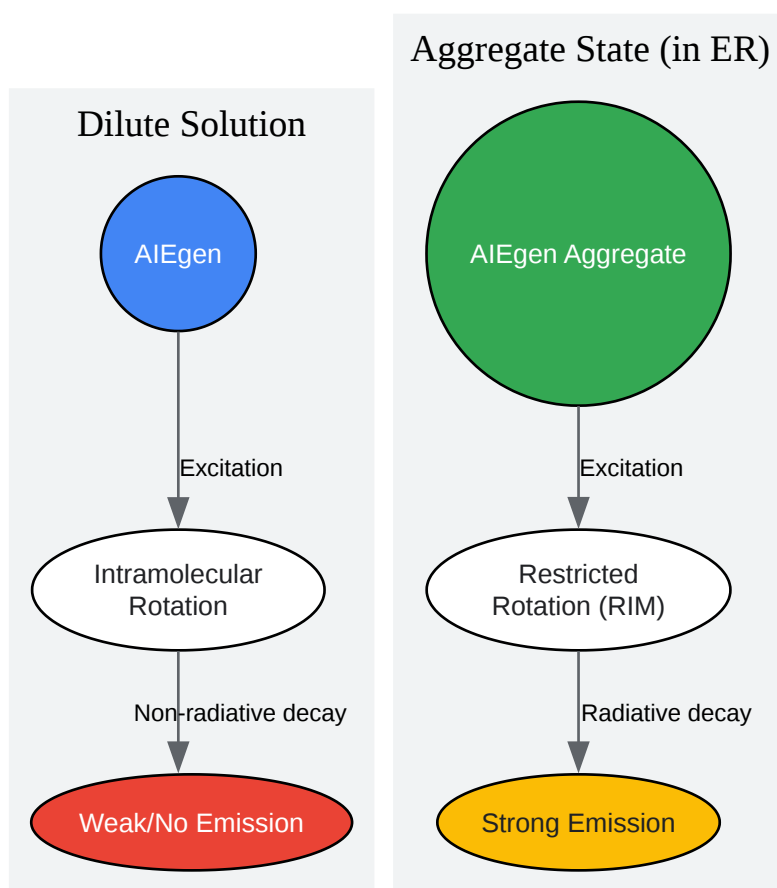 Dilute Solution
AIEgen
Excitation
Intramolecular
Rotation
Non-radiative decay
Weak/No Emission
Aggregate State (in ER)
AIEgen Aggregate
Excitation
Restricted
Rotation (RIM)
Radiative decay
Strong Emission